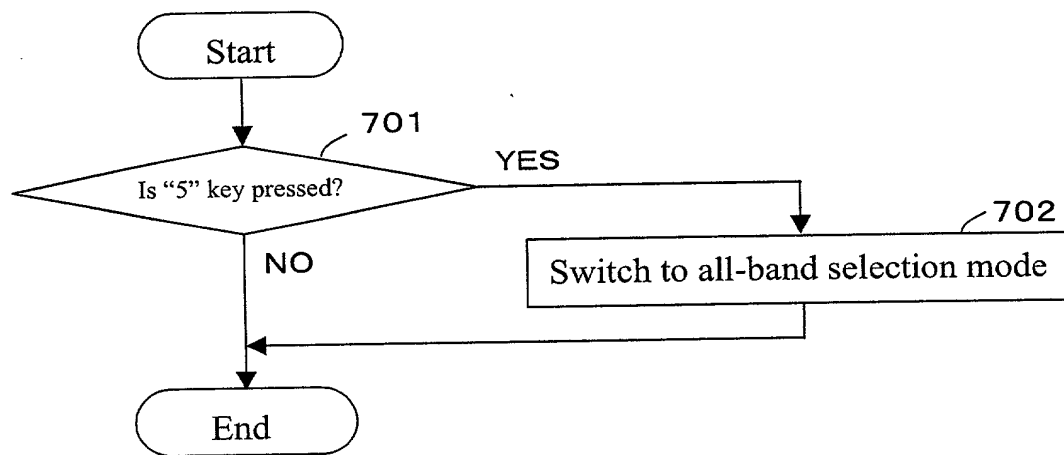 Start
701
Is “5” key pressed?
YES
NO
702
Switch to all-band selection mode
End